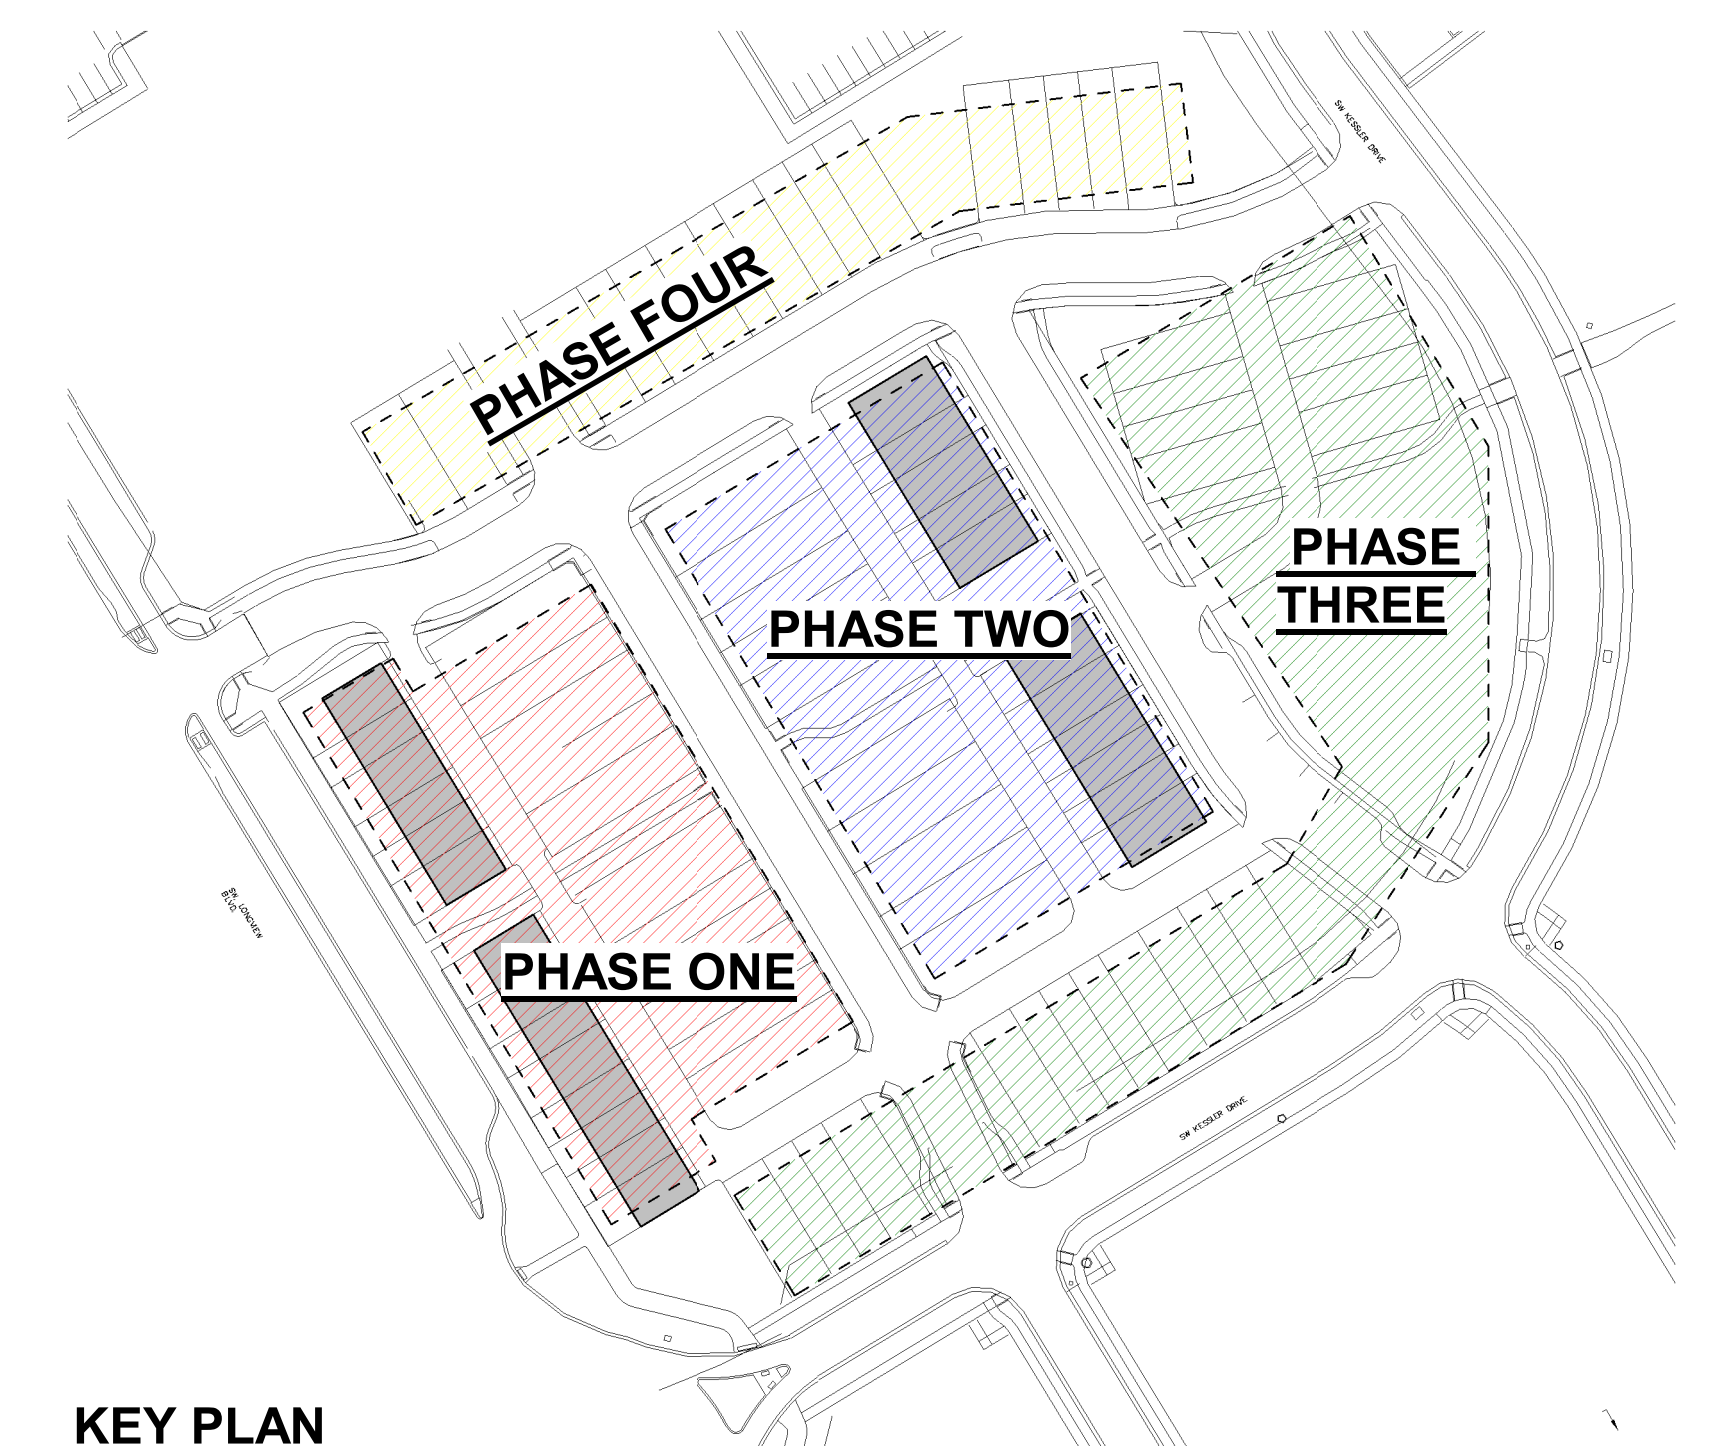 SW KESSLER DRIVE
PHASE FOUR
PHASE
THREE
PHASE TWO
SW LONGVIEW
BLVD.
PHASE ONE
SW KESSLER DRIVE
KEY PLAN